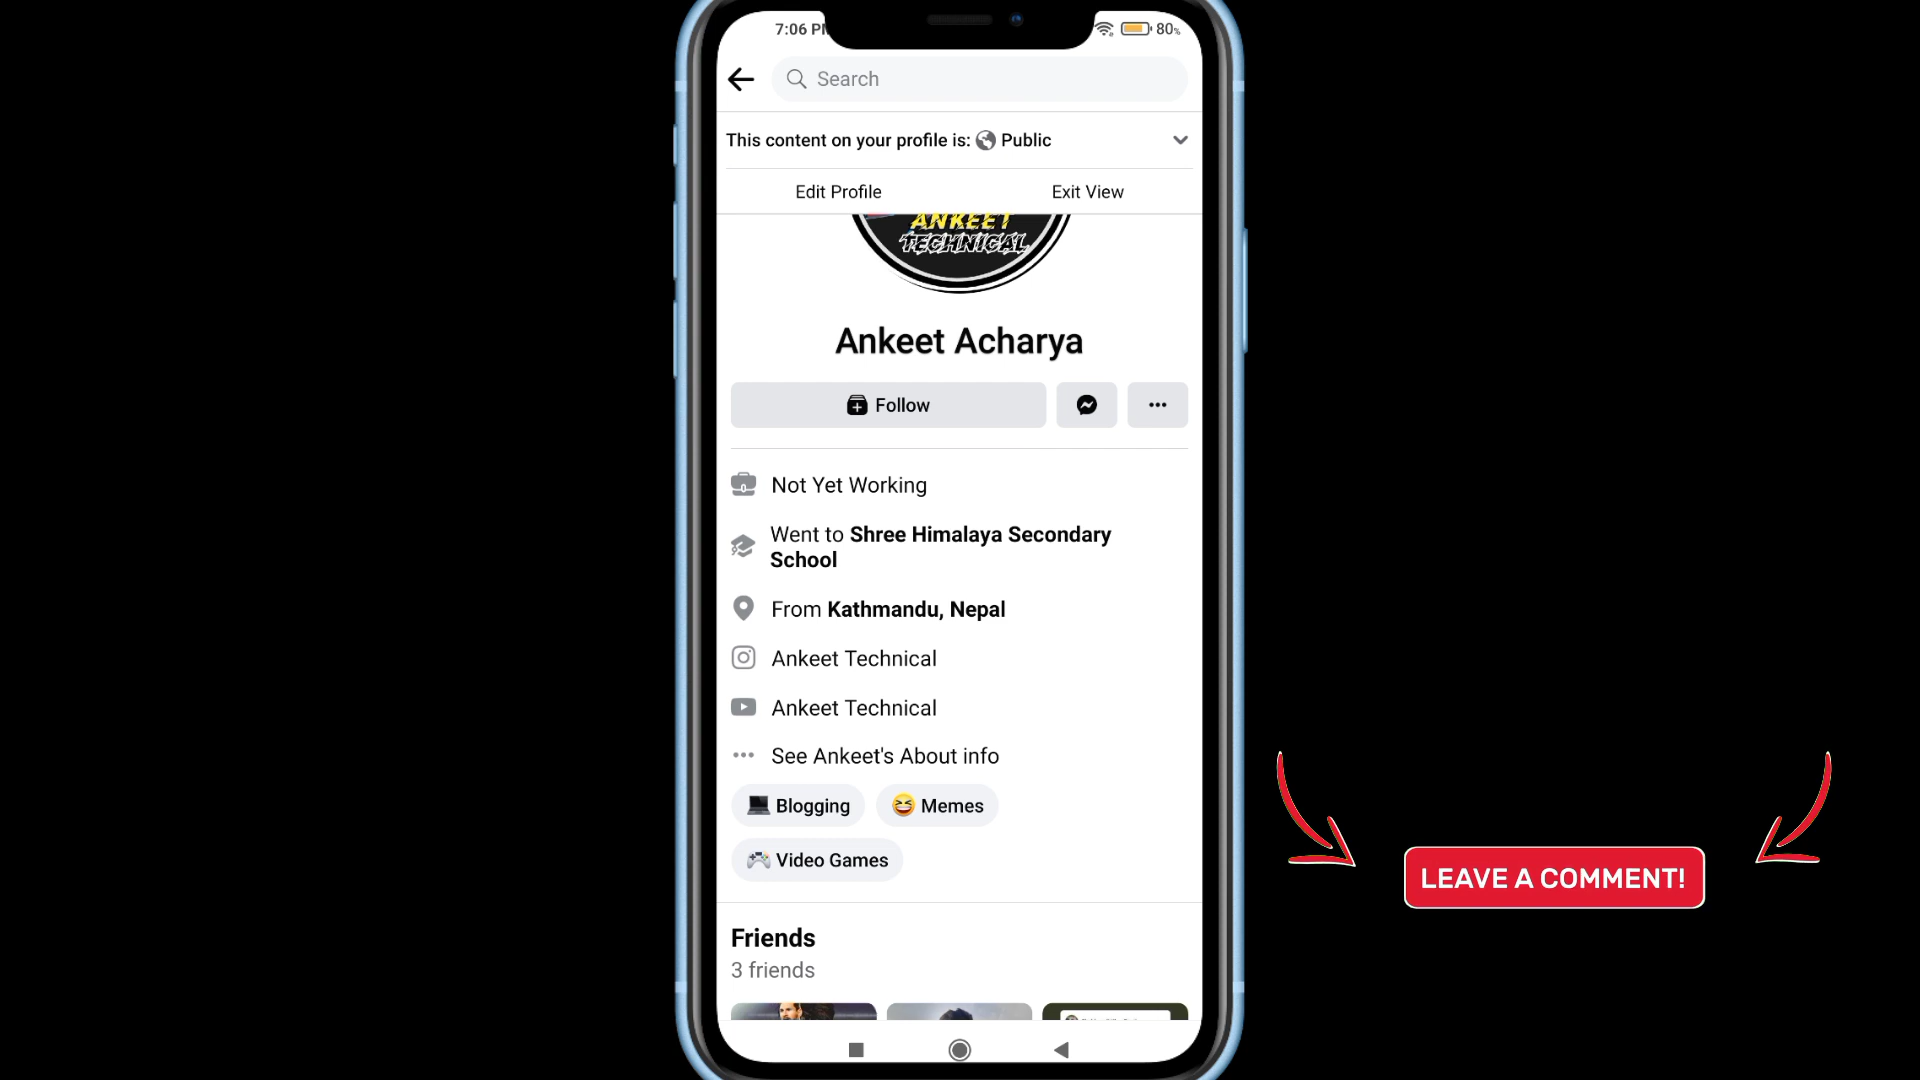 7:06 P
80%
Search
This content on your profile is: Public
Edit Profile
Exit View
ANKEET
TECHNICAL
Ankeet Acharya
Follow
Not Yet Working
Went to Shree Himalaya Secondary
School
From Kathmandu, Nepal
Ankeet Technical
Ankeet Technical
See Ankeet's About info
Blogging
Memes
Video Games
LEAVE A COMMENT!
Friends
3 friends